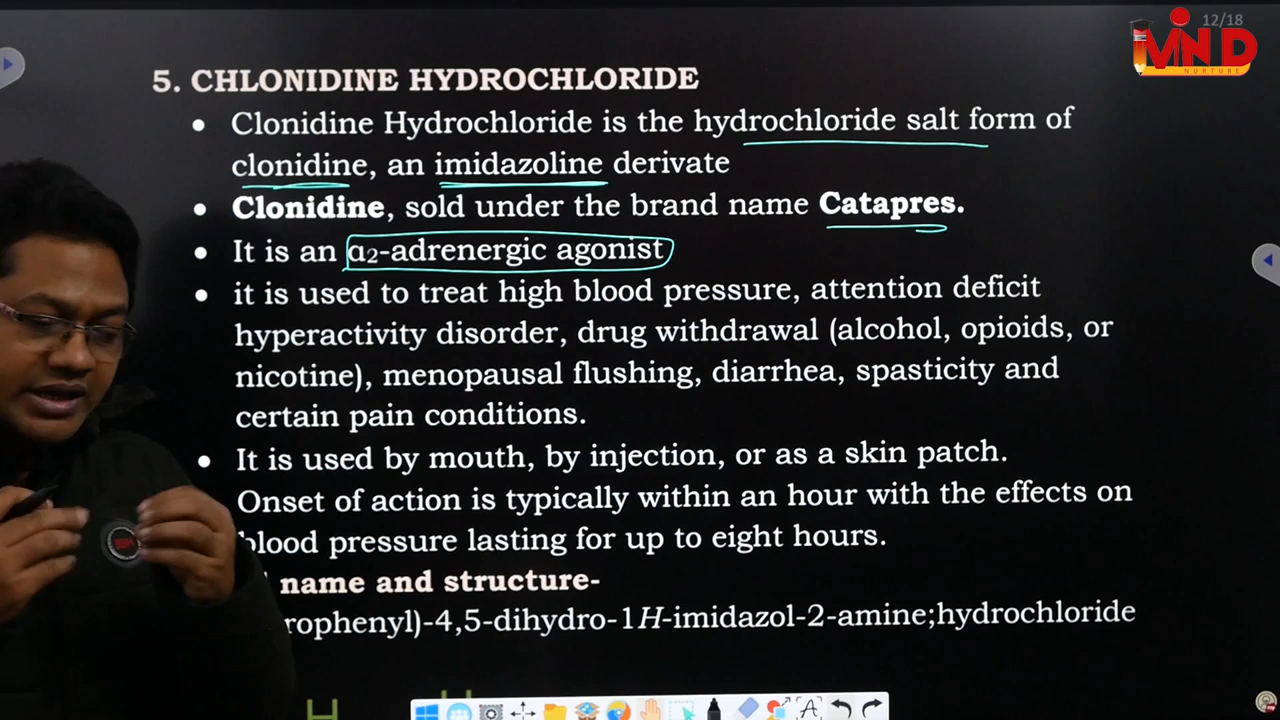 12/18
MND
NURTURE
5. CHLONIDINE HYDROCHLORIDE
• Clonidine Hydrochloride is the hydrochloride salt form of
clonidine, an imidazoline derivate
• Clonidine, sold under the brand name Catapres.
• It is an α2-adrenergic agonist
• it is used to treat high blood pressure, attention deficit
hyperactivity disorder, drug withdrawal (alcohol, opioids, or
nicotine), menopausal flushing, diarrhea, spasticity and
certain pain conditions.
• It is used by mouth, by injection, or as a skin patch.
Onset of action is typically within an hour with the effects on
blood pressure lasting for up to eight hours.
name and structure-
rophenyl)-4,5-dihydro-1H-imidazol-2-amine;hydrochloride
H H